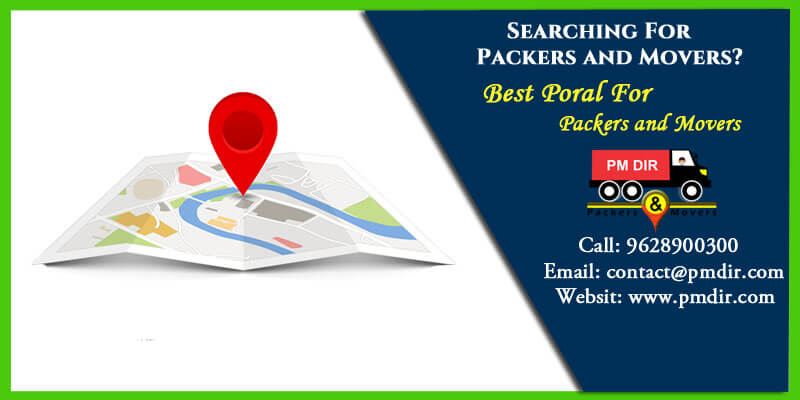 Searching For
Packers and Movers?
Best Poral For
Packers and Movers
PM DIR
&
Packers Movers
Call: 9628900300
Email: contact@pmdir.com
Websit: www.pmdir.com